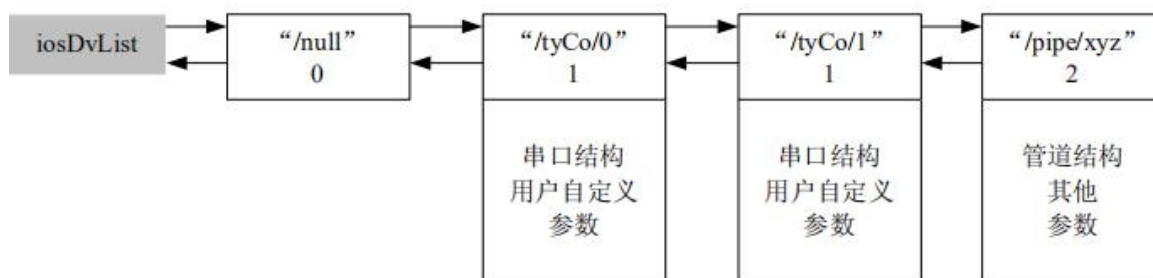 iosDvList
“/null”
0
“/tyCo/0”
1
串口结构
用户自定义
参数
“/tyCo/1”
1
串口结构
用户自定义
参数
“/pipe/xyz”
2
管道结构
其他
参数